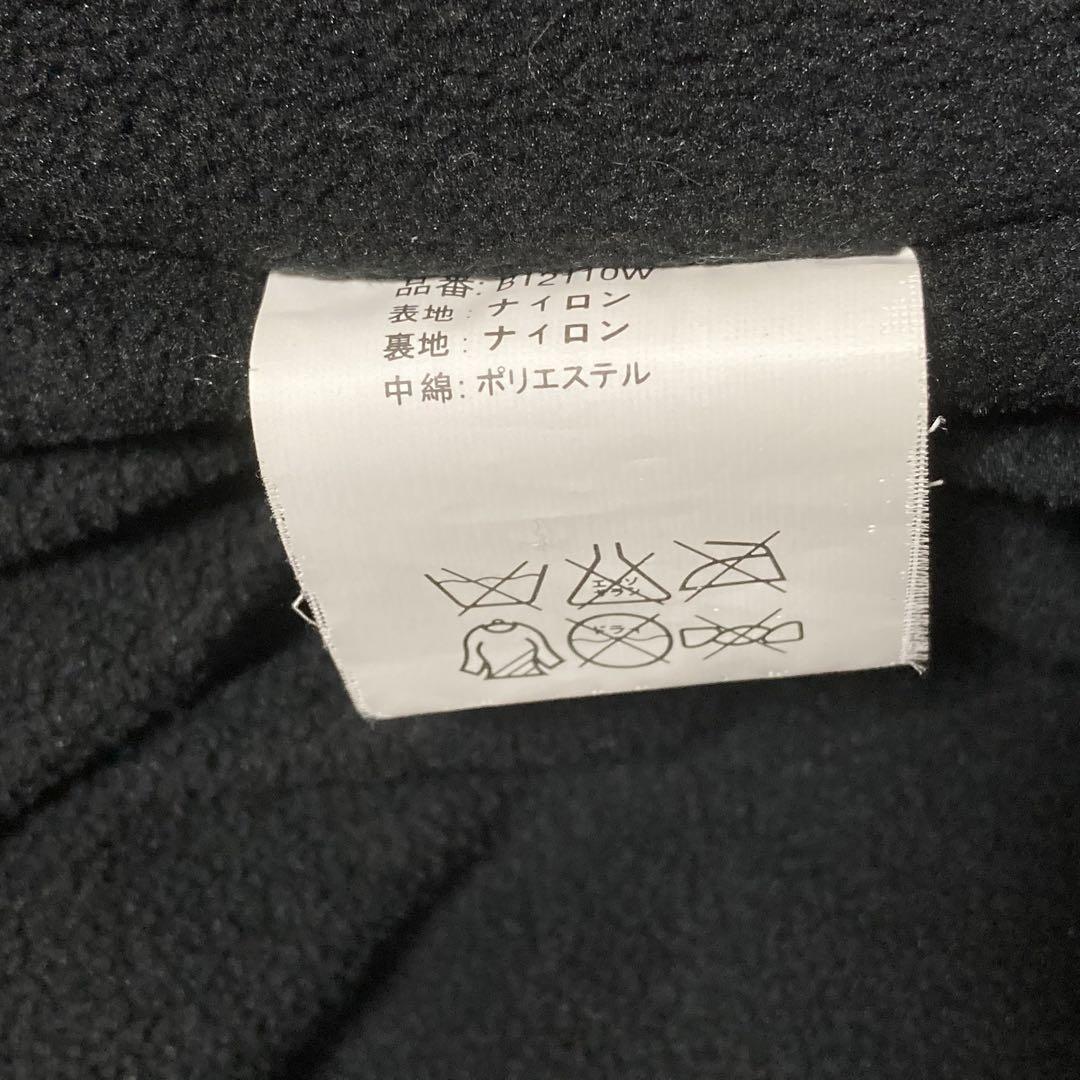 品番: B12110W
表地: ナイロン
裏地: ナイロン
中綿: ポリエステル
エンソ
サラシ
ドライ